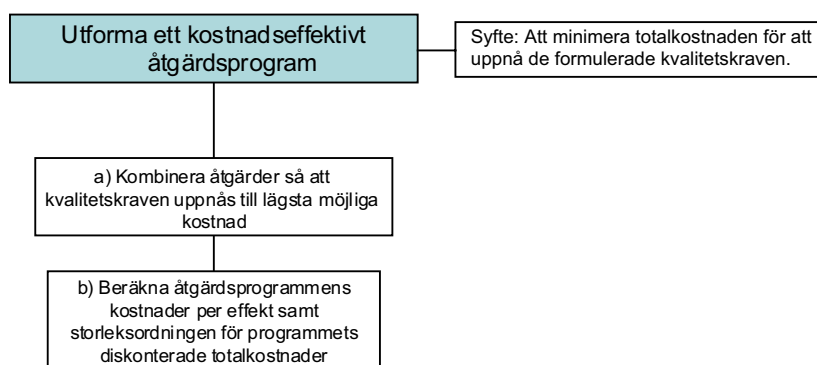 Utforma ett kostnadseffektivt
åtgärdsprogram
Syfte: Att minimera totalkostnaden för att
uppnå de formulerade kvalitetskraven.
a) Kombinera åtgärder så att
kvalitetskraven uppnås till lägsta möjliga
kostnad
b) Beräkna åtgärdsprogrammens
kostnader per effekt samt
storleksordningen för programmets
diskonterade totalkostnader